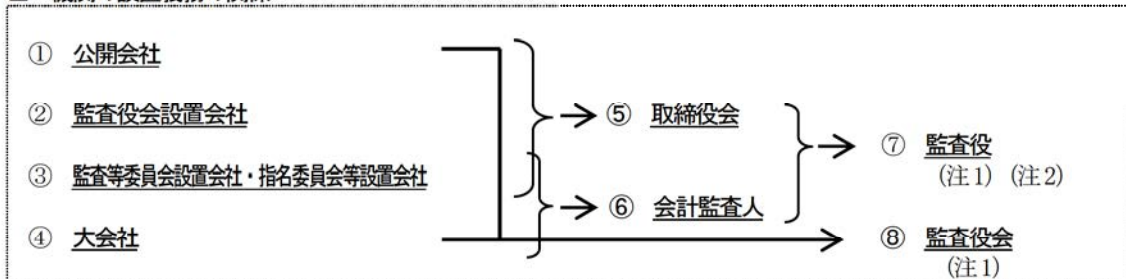 ① 公開会社
② 監査役会設置会社
③ 監査等委員会設置会社・指名委員会等設置会社
④ 大会社
⑤ 取締役会
⑥ 会計監査人
⑦ 監査役
(注1) (注2)
⑧ 監査役会
(注1)